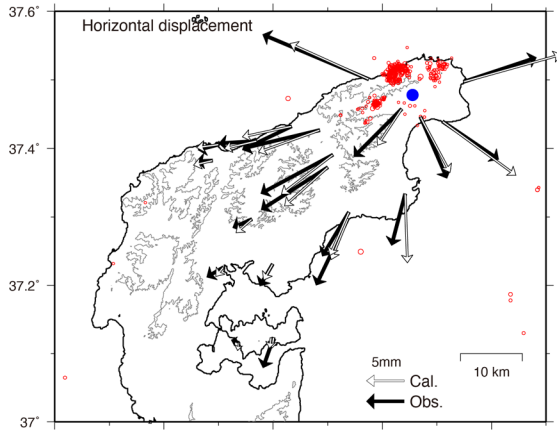 Horizontal displacement
37.6°
37.4°
37.2°
37°
5mm
Cal.
Obs.
10 km